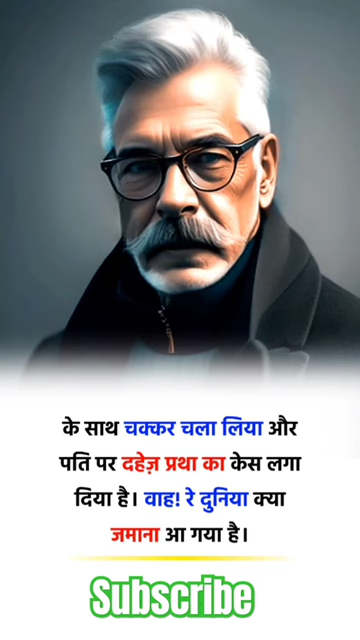 के साथ चक्कर चला लिया और
पति पर दहेज़ प्रथा का केस लगा
दिया है। वाह! रे दुनिया क्या
जमाना आ गया है।
Subscribe